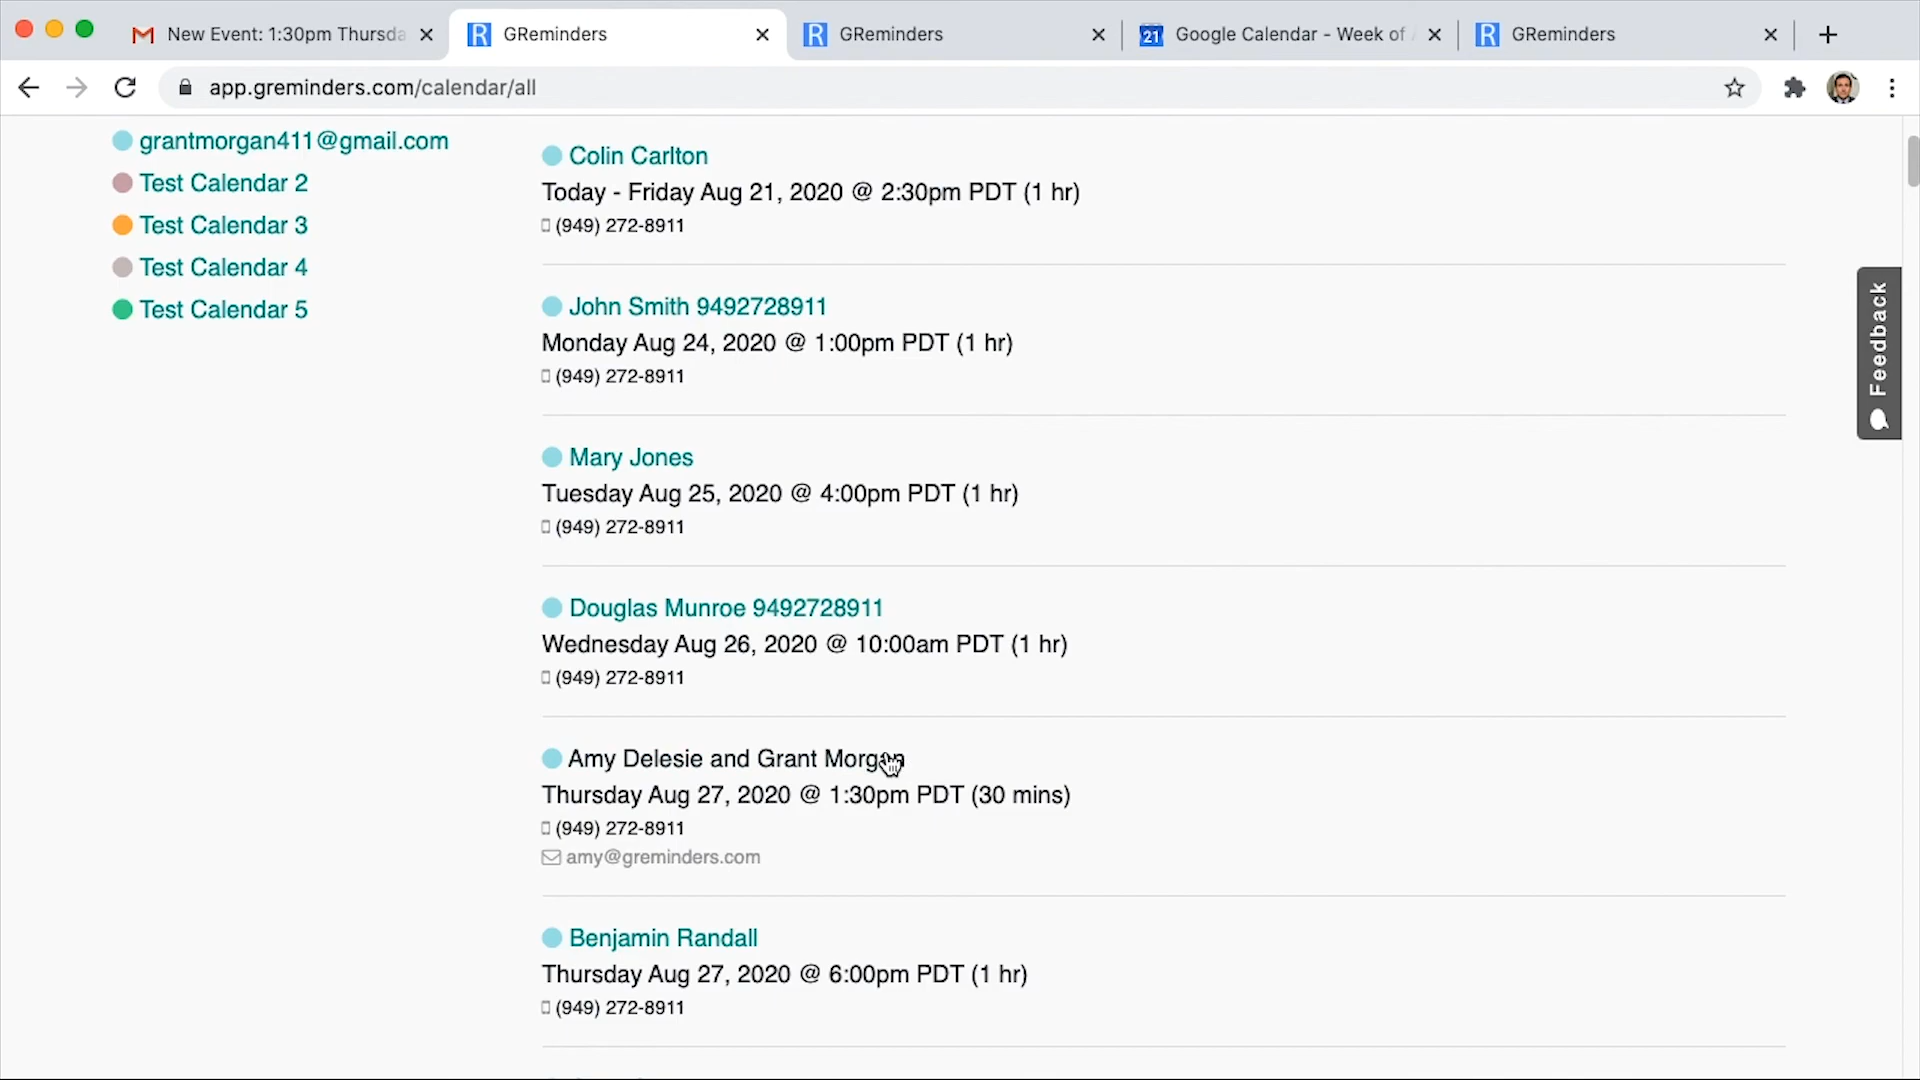 New Event: 1:30pm Thursda
GReminders
GReminders
21
Google Calendar - Week of
GReminders
app.greminders.com/calendar/all
grantmorgan411@gmail.com
Test Calendar 2
Test Calendar 3
Test Calendar 4
Test Calendar 5
Colin Carlton
Today - Friday Aug 21, 2020 @ 2:30pm PDT (1 hr)
(949) 272-8911
John Smith 9492728911
Monday Aug 24, 2020 @ 1:00pm PDT (1 hr)
(949) 272-8911
Mary Jones
Tuesday Aug 25, 2020 @ 4:00pm PDT (1 hr)
(949) 272-8911
Douglas Munroe 9492728911
Wednesday Aug 26, 2020 @ 10:00am PDT (1 hr)
(949) 272-8911
Amy Delesie and Grant Morgan
Thursday Aug 27, 2020 @ 1:30pm PDT (30 mins)
(949) 272-8911
amy@greminders.com
Benjamin Randall
Thursday Aug 27, 2020 @ 6:00pm PDT (1 hr)
(949) 272-8911
Feedback